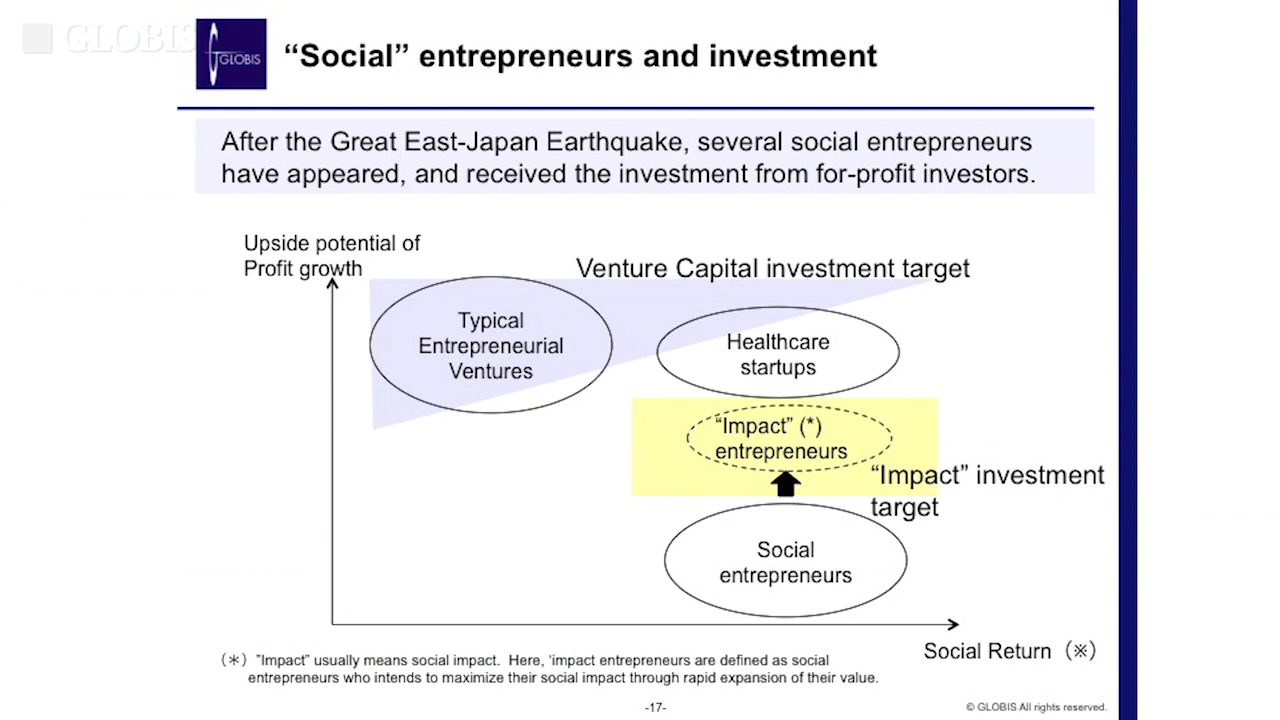 GLOBIS
GLOBIS
“Social” entrepreneurs and investment
After the Great East-Japan Earthquake, several social entrepreneurs
have appeared, and received the investment from for-profit investors.
Upside potential of
Profit growth
Venture Capital investment target
Typical
Entrepreneurial
Ventures
Healthcare
startups
“Impact” (*)
entrepreneurs
“Impact” investment
target
Social
entrepreneurs
Social Return（※）
（＊）"Impact” usually means social impact.  Here, ‘impact entrepreneurs are defined as social
entrepreneurs who intends to maximize their social impact through rapid expansion of their value.
-17-
© GLOBIS All rights reserved.